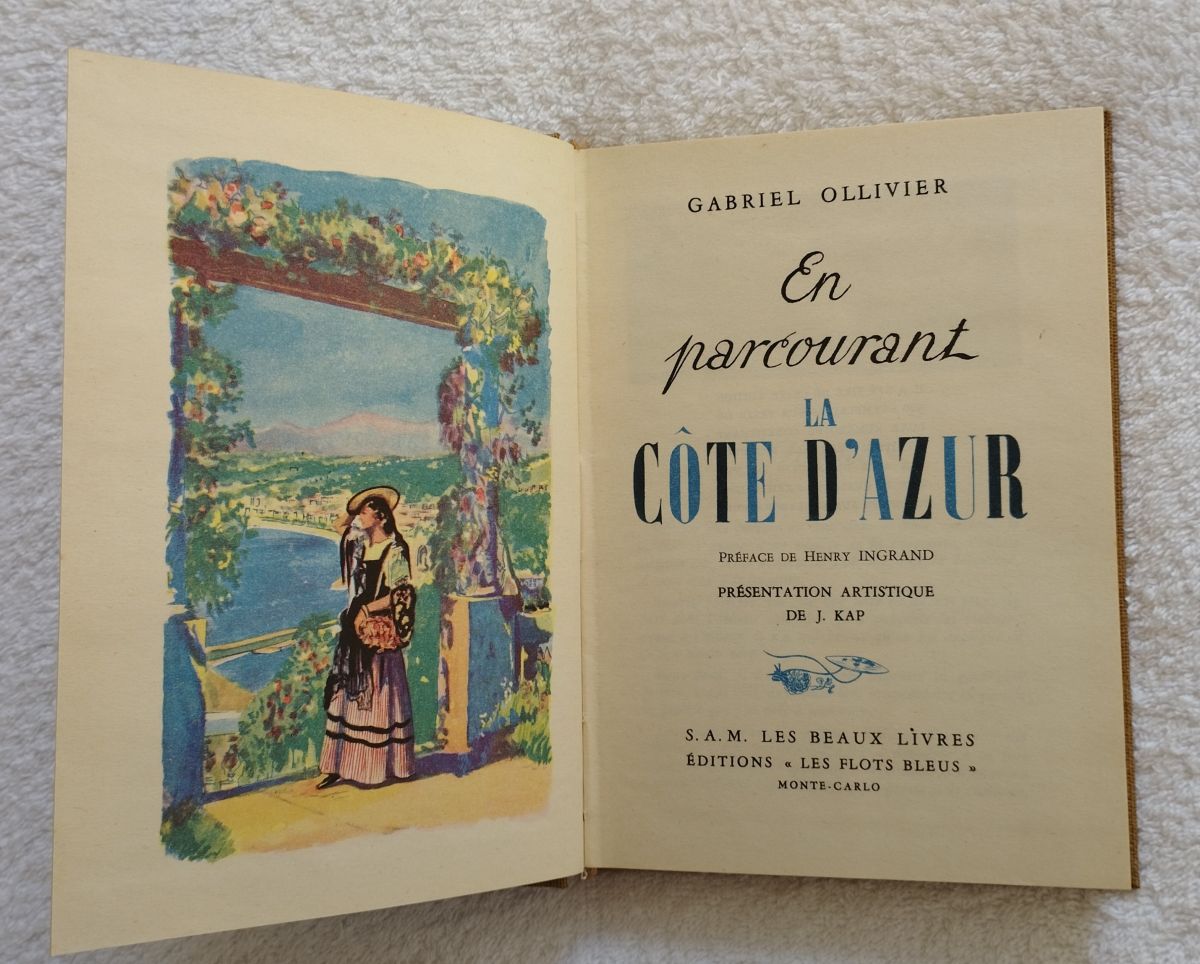 GABRIEL OLLIVIER
En
parcourant
LA
CÔTE D'AZUR
PRÉFACE DE HENRY INGRAND
PRÉSENTATION ARTISTIQUE
DE J. KAP
S.A.M. LES BEAUX LIVRES
ÉDITIONS « LES FLOTS BLEUS »
MONTE-CARLO